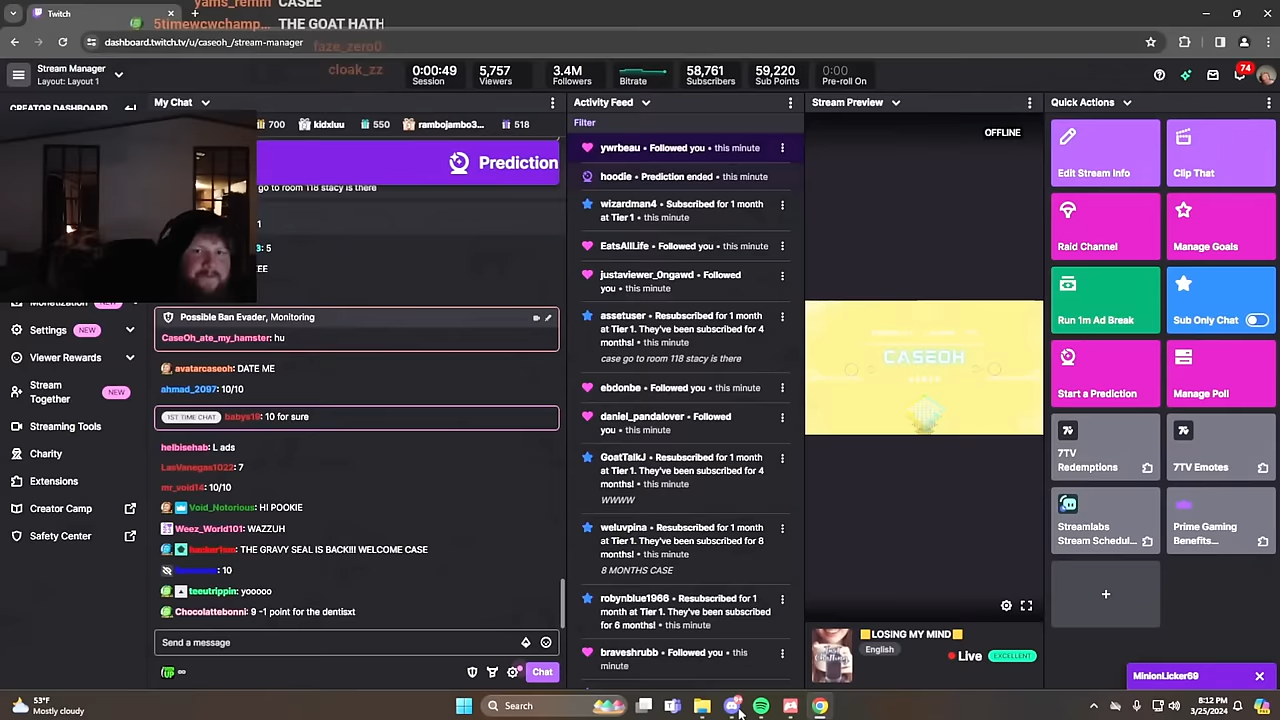 yams_remm CASEE
Twitch
5timewcwchamp... THE GOAT HATH
faze_zero0
cloak_zz
dashboard.twitch.tv/u/caseoh_/stream-manager
Stream Manager
Layout: Layout 1
0:00:49
Session
5,757
Viewers
3.4M
Followers
Bitrate
58,761
Subscribers
59,220
Sub Points
0:00
Pre-roll On
74
CREATOR DASHBOARD
My Chat
700 kidxluu 550 rambojambo3... 518
Prediction
go to room 118 stacy is there
1
3: 5
EE
Possible Ban Evader, Monitoring
CaseOh_ate_my_hamster: hu
avatarcaseoh: DATE ME
ahmad_2097: 10/10
1ST TIME CHAT babys19: 10 for sure
helbisehab: L ads
LasVanegas1022: 7
mr_void14: 10/10
Void_Notorious: HI POOKIE
Weez_World101: WAZZUH
THE GRAVY SEAL IS BACK!!! WELCOME CASE
10
teeutrippin: yooooo
Chocolattebonni: 9 -1 point for the dentisxt
Send a message
Chat
Monetization NEW
Settings NEW
Viewer Rewards
Stream Together NEW
Streaming Tools
Charity
Extensions
Creator Camp
Safety Center
Activity Feed
Filter
ywrbeau • Followed you • this minute
hoodie • Prediction ended • this minute
wizardman4 • Subscribed for 1 month
at Tier 1 • this minute
EatsAllLife • Followed you • this minute
justaviewer_0ngawd • Followed
you • this minute
assetuser • Resubscribed for 1 month
at Tier 1. They've been subscribed for 4
months! • this minute
case go to room 118 stacy is there
ebdonbe • Followed you • this minute
daniel_pandalover • Followed
you • this minute
GoatTalkJ • Resubscribed for 1 month
at Tier 1. They've been subscribed for 4
months! • this minute
WWWW
weluvpina • Resubscribed for 1 month
at Tier 1. They've been subscribed for 8
months! • this minute
8 MONTHS CASE
robynblue1966 • Resubscribed for 1
month at Tier 1. They've been subscribed
for 6 months! • this minute
braveshrubb • Followed you • this
minute
Stream Preview
OFFLINE
CASEOH
LOSING MY MIND
English
Live EXCELLENT
Quick Actions
Edit Stream Info
Clip That
Raid Channel
Manage Goals
Run 1m Ad Break
Sub Only Chat
Start a Prediction
Manage Poll
7TV
Redemptions
7TV Emotes
Streamlabs
Stream Schedul...
Prime Gaming
Benefits...
MinionLicker69
53°F
Mostly cloudy
Search
8:12 PM
3/25/2024